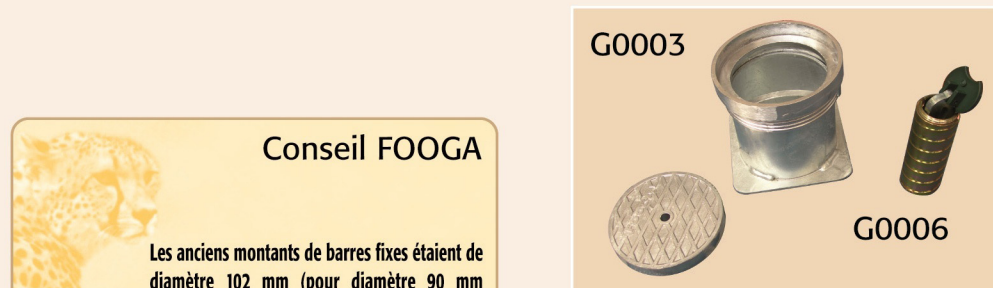 Conseil FOOGA
Les anciens montants de barres fixes étaient de
diamètre 102 mm (pour diamètre 90 mm
G0003
G0006